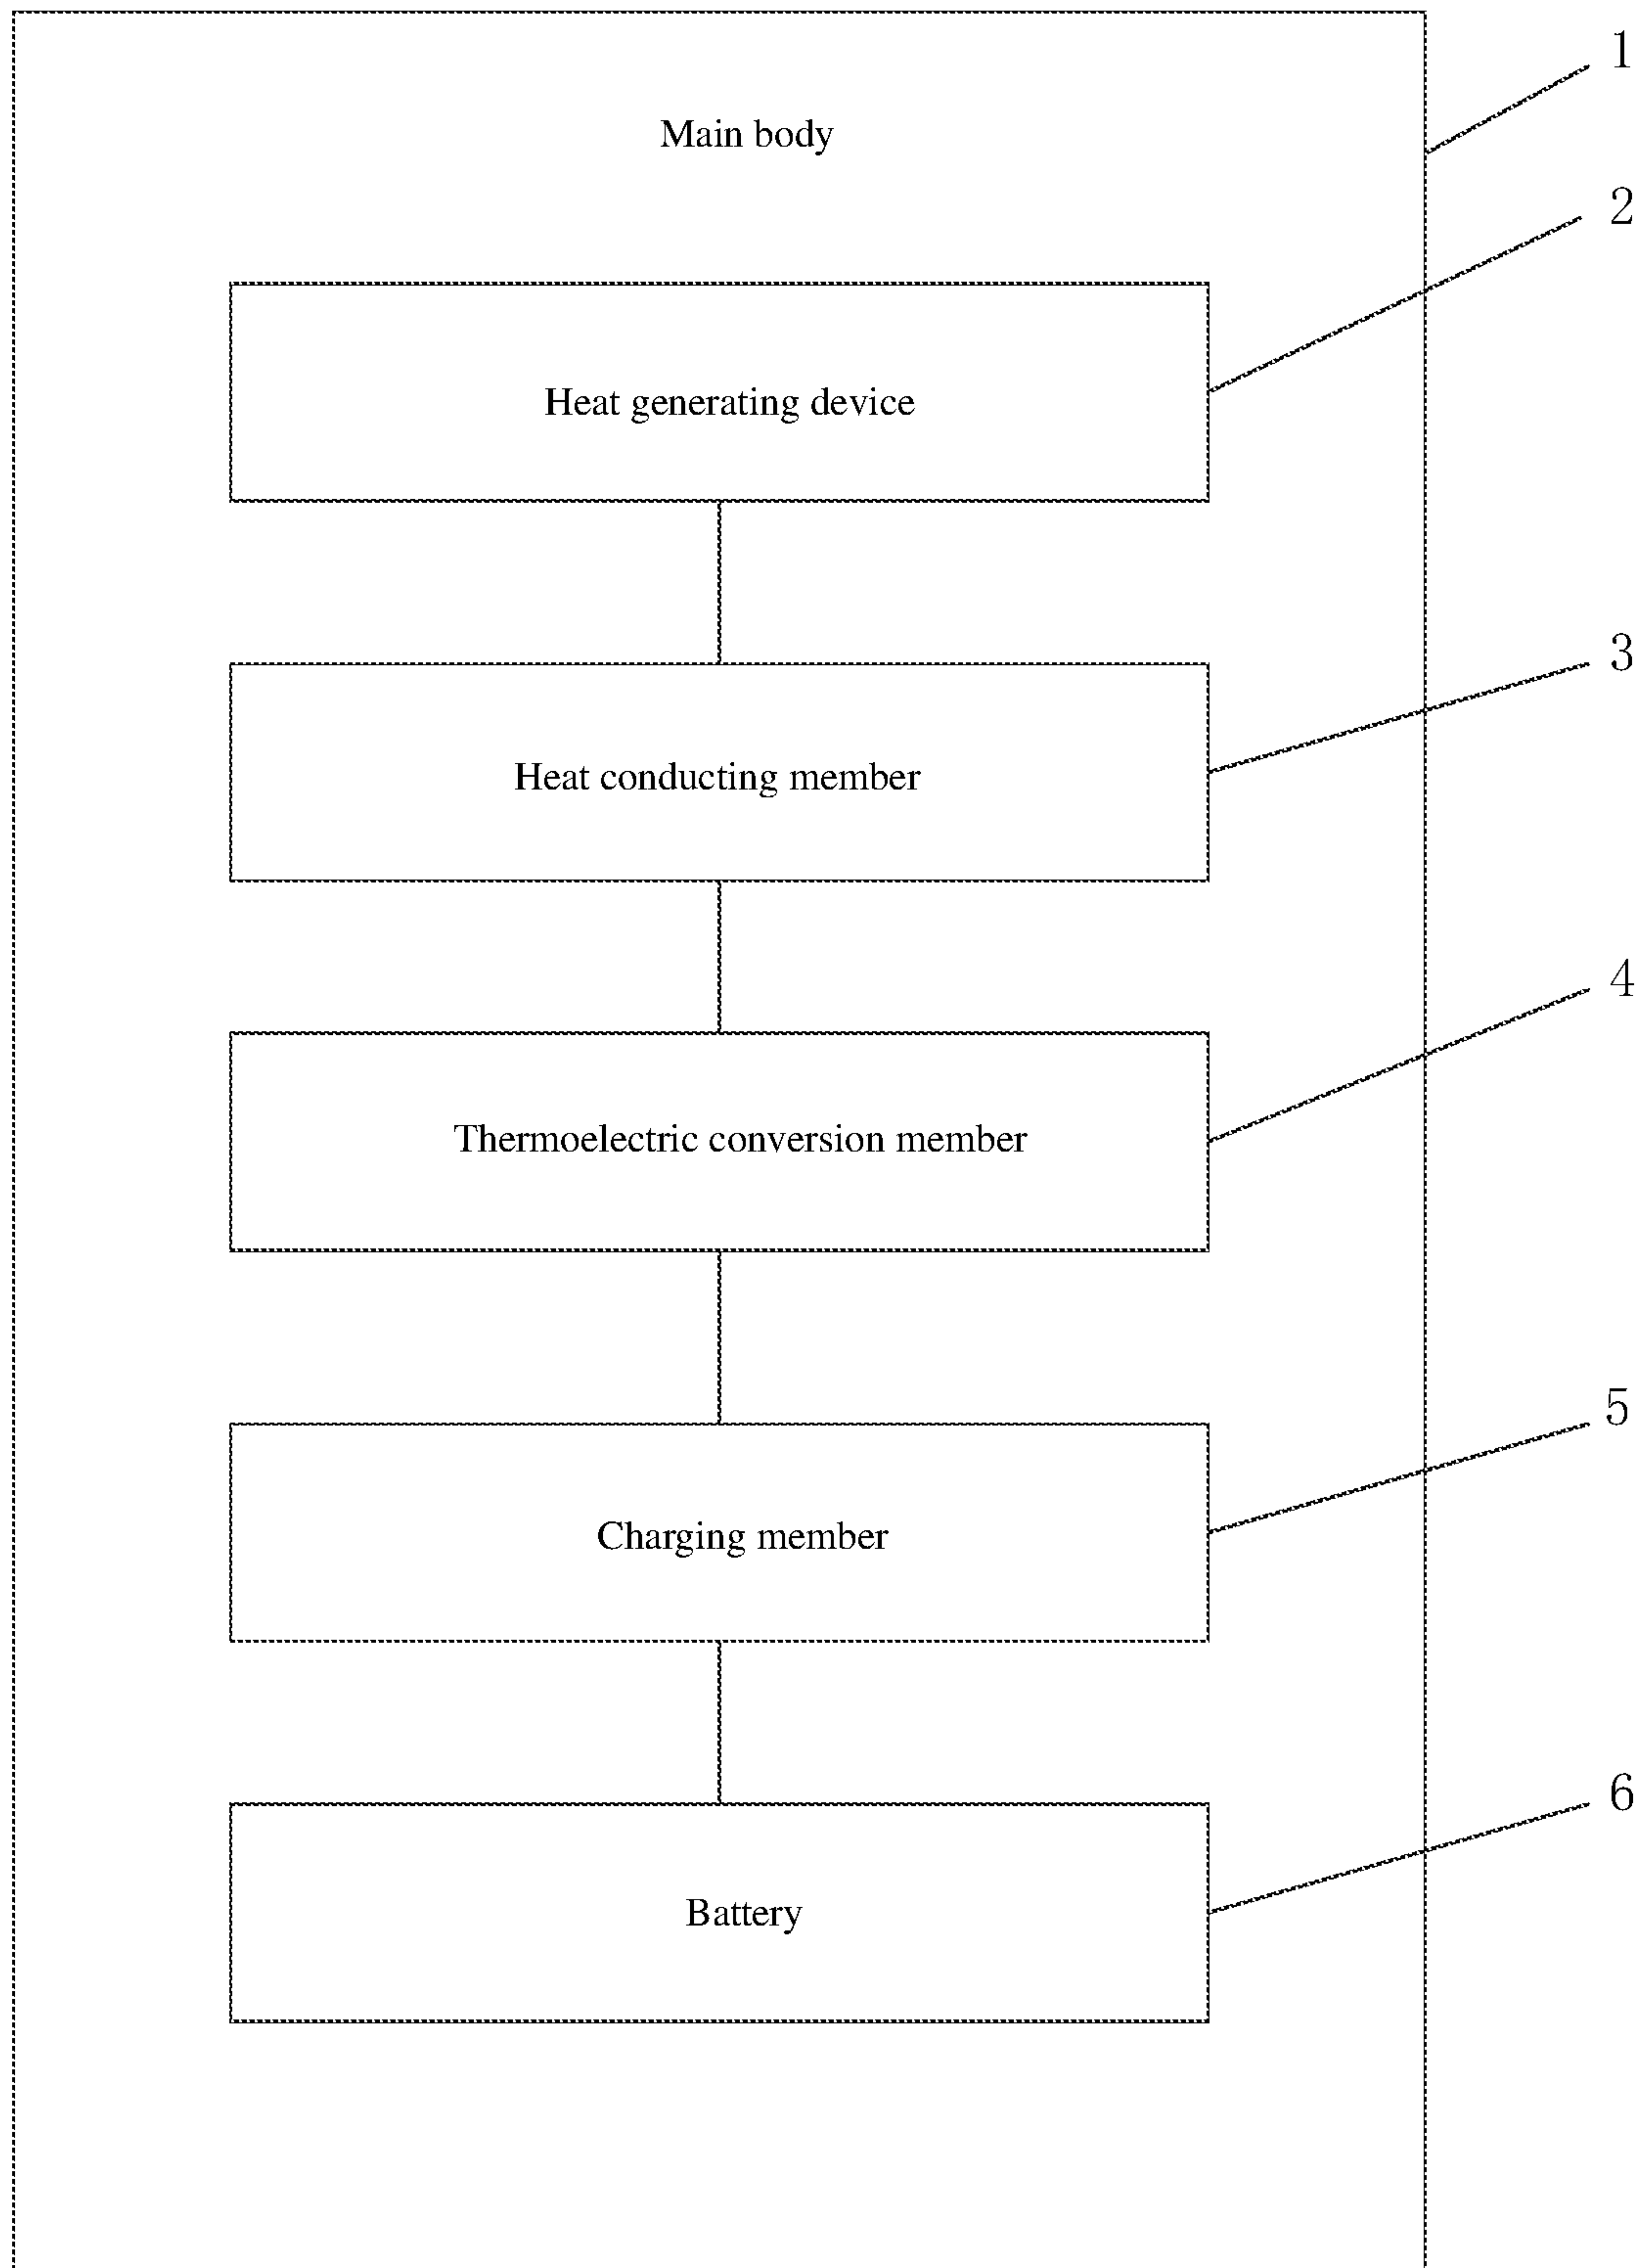 1
Main body
2
Heat generating device
3
Heat conducting member
4
Thermoelectric conversion member
5
Charging member
6
Battery